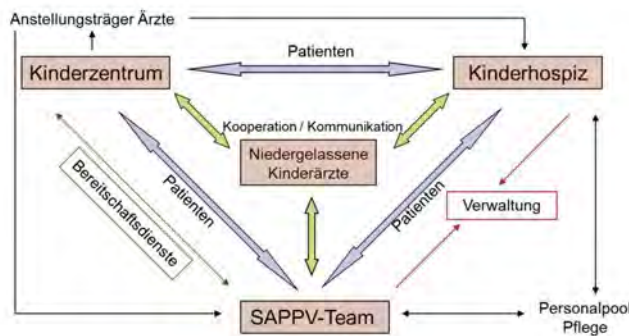 Anstellungsträger Ärzte
Patienten
Kinderzentrum
Kinderhospiz
Kooperation / Kommunikation
Niedergelassene
Kinderärzte
Bereitschaftsdienste
Patienten
Patienten
Verwaltung
SAPPV-Team
Personalpool
Pflege